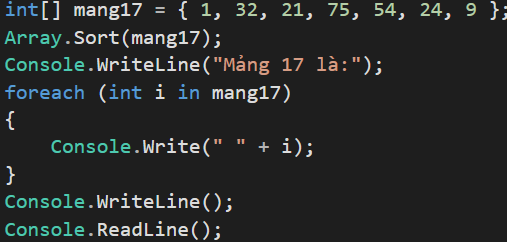 int[] mang17 = { 1, 32, 21, 75, 54, 24, 9 };
Array.Sort(mang17);
Console.WriteLine("Mảng 17 là:");
foreach (int i in mang17)
{
    Console.Write(" " + i);
}
Console.WriteLine();
Console.ReadLine();